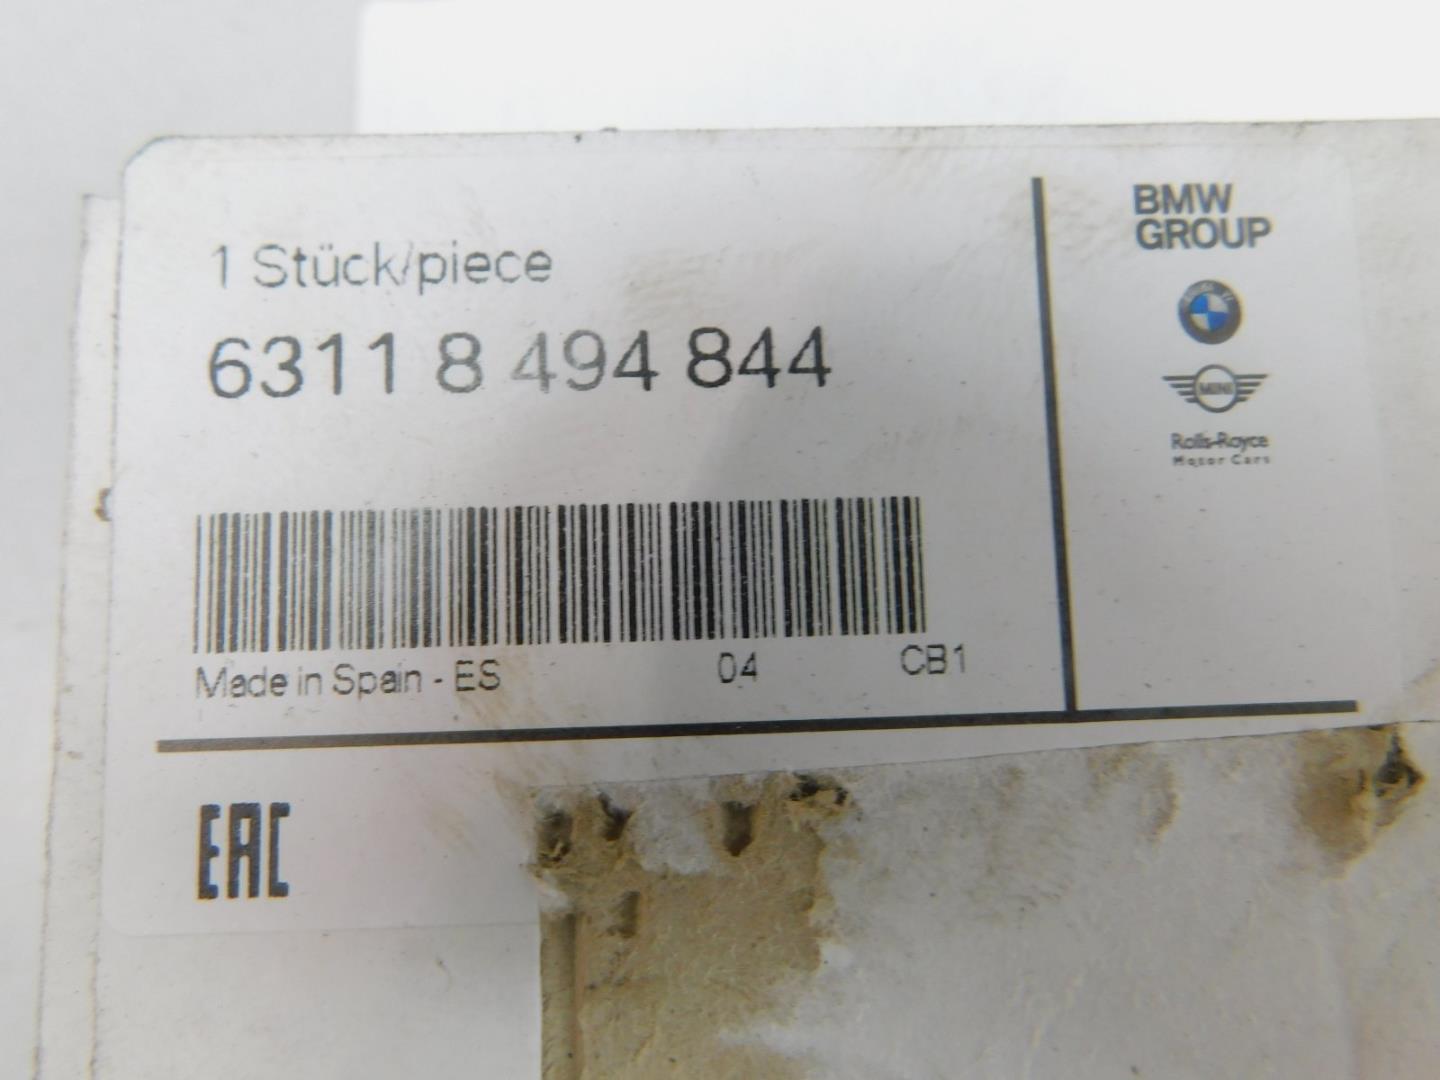 1 Stück/piece
6311 8 494 844
Made in Spain - ES 04 CB1
EAC
BMW
GROUP
MINI
Rolls-Royce
Motor Cars